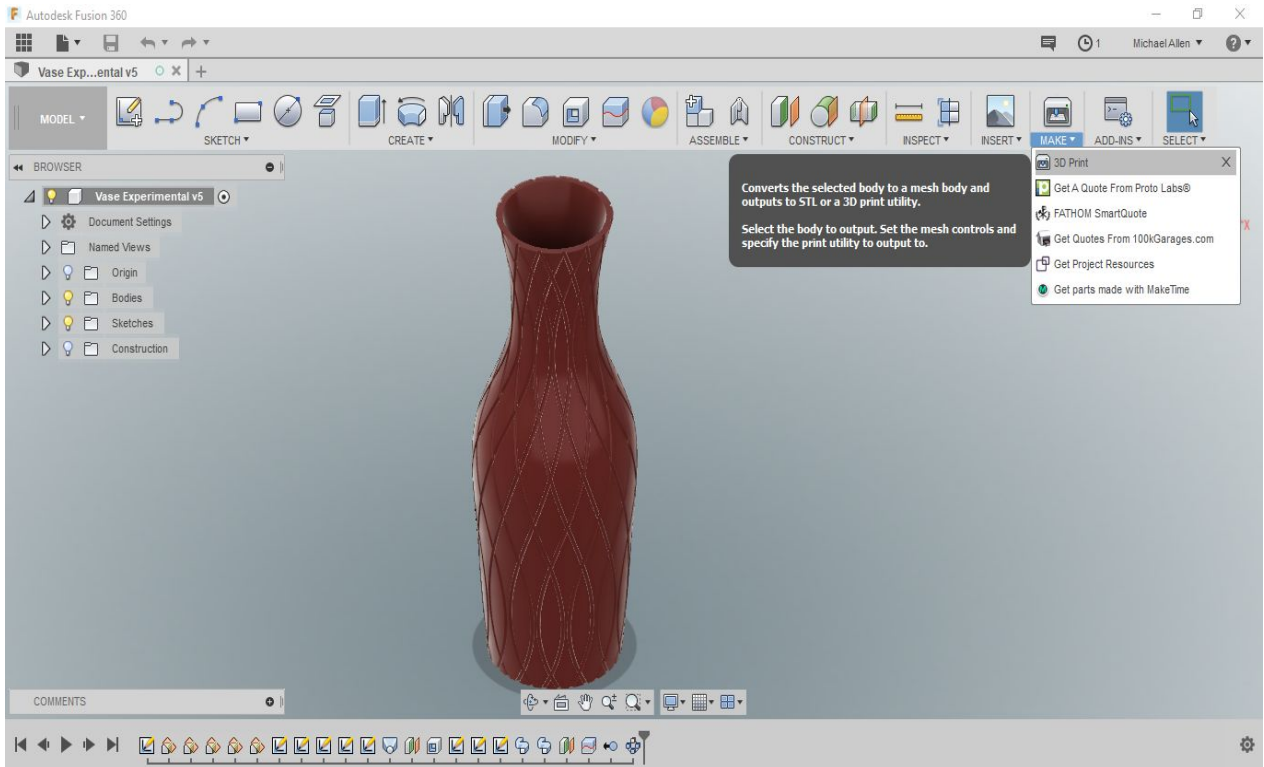 Autodesk Fusion 360
1
Michael Allen
?
Vase Exp...ental v5
MODEL
SKETCH
CREATE
MODIFY
ASSEMBLE
CONSTRUCT
INSPECT
INSERT
MAKE
ADD-INS
SELECT
BROWSER
Vase Experimental v5
Document Settings
Named Views
Origin
Bodies
Sketches
Construction
Converts the selected body to a mesh body and
outputs to STL or a 3D print utility.
Select the body to output. Set the mesh controls and
specify the print utility to output to.
3D Print
Get A Quote From Proto Labs®
FATHOM SmartQuote
Get Quotes From 100kGarages.com
Get Project Resources
Get parts made with MakeTime
X
COMMENTS